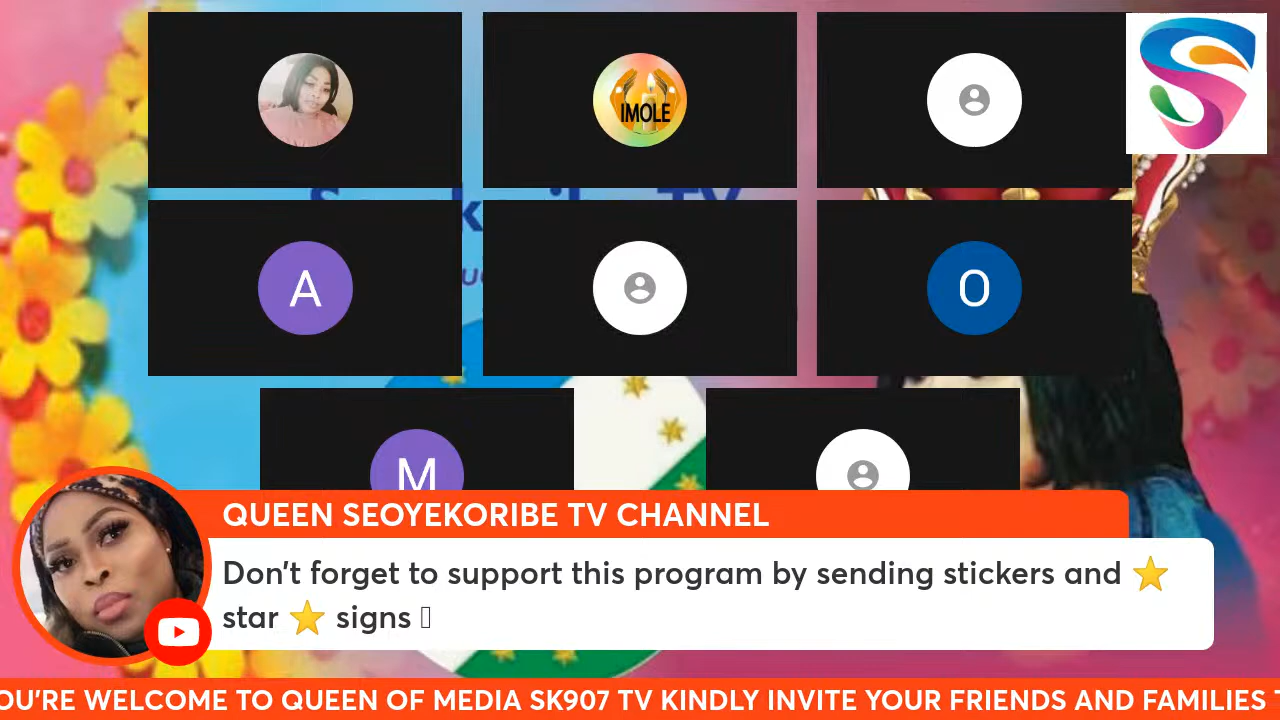 IMOLE
TV
A
O
M
QUEEN SEOYEKORIBE TV CHANNEL
Don't forget to support this program by sending stickers and ⭐
star ⭐ signs
OU'RE WELCOME TO QUEEN OF MEDIA SK907 TV KINDLY INVITE YOUR FRIENDS AND FAMILIES